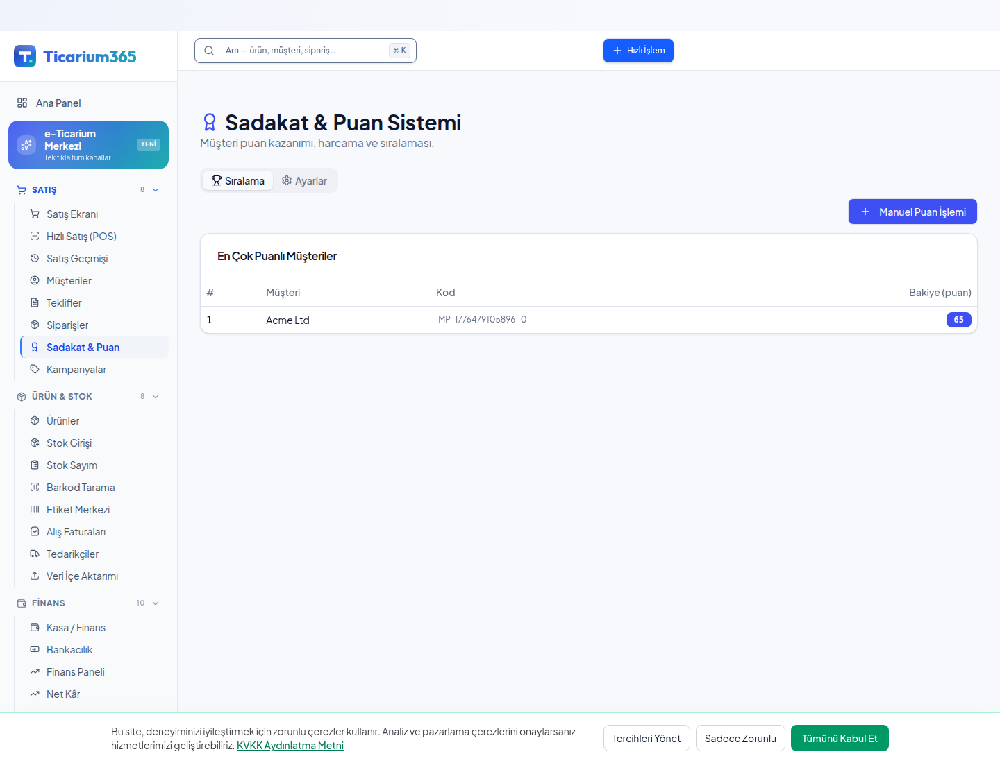 Ticarium365
Ara — ürün, müşteri, sipariş...
⌘ K
Hızlı İşlem
Ana Panel
e-Ticarium
Merkezi
YENİ
Tek tıkla tüm kanallar
SATIŞ
8
Satış Ekranı
Hızlı Satış (POS)
Satış Geçmişi
Müşteriler
Teklifler
Siparişler
Sadakat & Puan
Kampanyalar
ÜRÜN & STOK
8
Ürünler
Stok Girişi
Stok Sayım
Barkod Tarama
Etiket Merkezi
Alış Faturaları
Tedarikçiler
Veri İçe Aktarımı
FİNANS
10
Kasa / Finans
Bankacılık
Finans Paneli
Net Kâr
Sadakat & Puan Sistemi
Müşteri puan kazanımı, harcama ve sıralaması.
Sıralama
Ayarlar
Manuel Puan İşlemi
En Çok Puanlı Müşteriler
# Müşteri Kod Bakiye (puan)
1 Acme Ltd IMP-1776479105896-0 65
Bu site, deneyiminizi iyileştirmek için zorunlu çerezler kullanır. Analiz ve pazarlama çerezlerini onaylarsanız
hizmetlerimizi geliştirebiliriz. KVKK Aydınlatma Metni
Tercihleri Yönet
Sadece Zorunlu
Tümünü Kabul Et